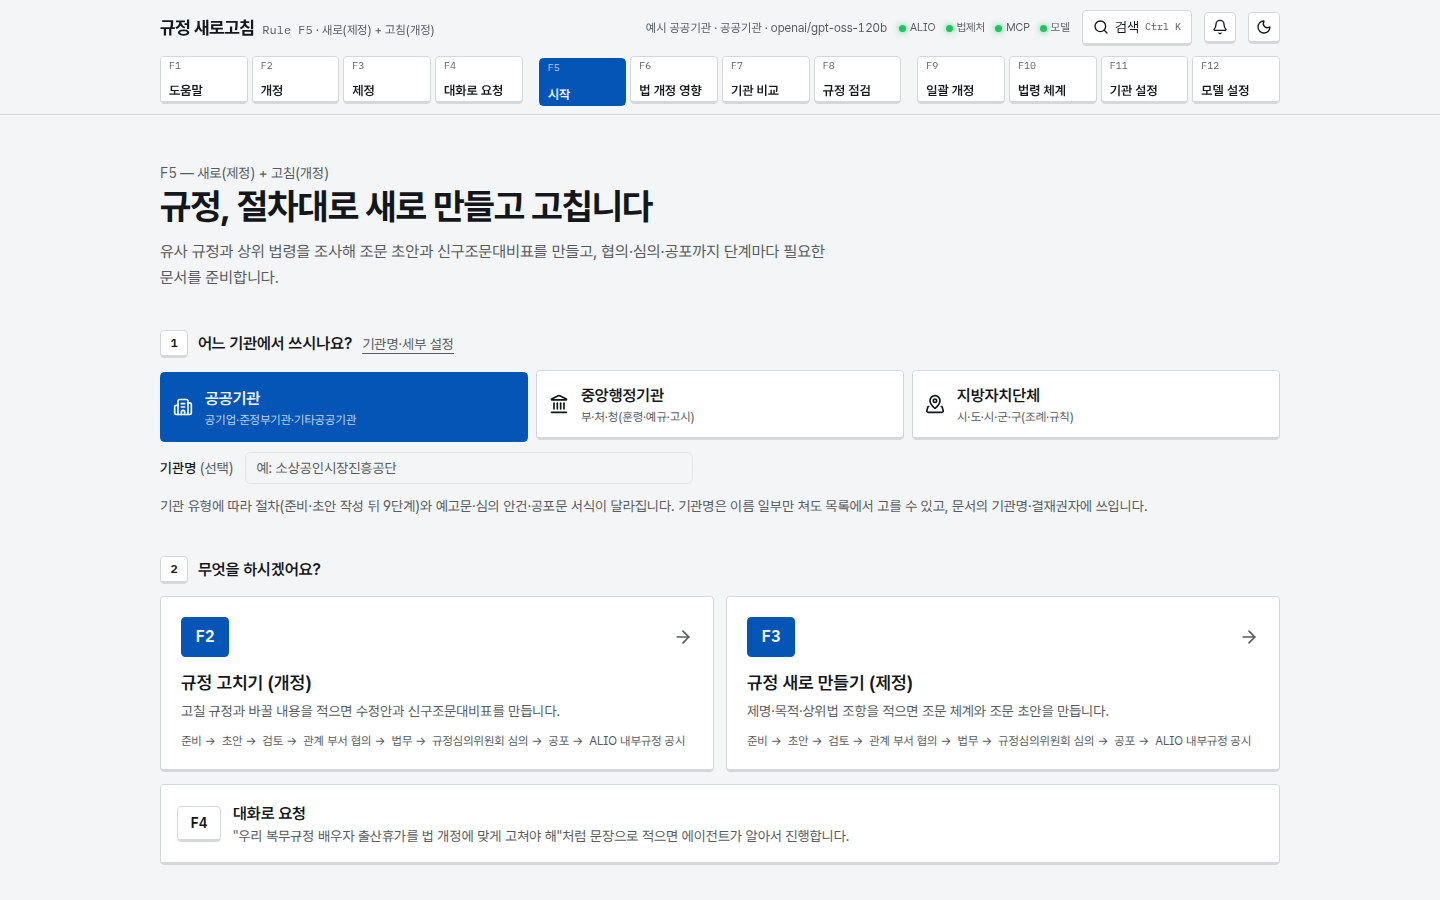 규정 새로고침 Rule F5 · 새로(제정) + 고침(개정)
예시 공공기관 · 공공기관 · openai/gpt-oss-120b ALIO 법제처 MCP 모델 검색 Ctrl K
F1 도움말
F2 개정
F3 제정
F4 대화로 요청
F5 시작
F6 법 개정 영향
F7 기관 비교
F8 규정 점검
F9 일괄 개정
F10 법령 체계
F11 기관 설정
F12 모델 설정
F5 — 새로(제정) + 고침(개정)
규정, 절차대로 새로 만들고 고칩니다
유사 규정과 상위 법령을 조사해 조문 초안과 신구조문대비표를 만들고, 협의·심의·공포까지 단계마다 필요한
문서를 준비합니다.
1 어느 기관에서 쓰시나요? 기관명·세부 설정
공공기관
공기업·준정부기관·기타공공기관
중앙행정기관
부·처·청(훈령·예규·고시)
지방자치단체
시·도·시·군·구(조례·규칙)
기관명 (선택) 예: 소상공인시장진흥공단
기관 유형에 따라 절차(준비·초안 작성 뒤 9단계)와 예고문·심의 안건·공포문 서식이 달라집니다. 기관명은 이름 일부만 쳐도 목록에서 고를 수 있고, 문서의 기관명·결재권자에 쓰입니다.
2 무엇을 하시겠어요?
F2
규정 고치기 (개정)
고칠 규정과 바꿀 내용을 적으면 수정안과 신구조문대비표를 만듭니다.
준비 → 초안 → 검토 → 관계 부서 협의 → 법무 → 규정심의위원회 심의 → 공포 → ALIO 내부규정 공시
F3
규정 새로 만들기 (제정)
제명·목적·상위법 조항을 적으면 조문 체계와 조문 초안을 만듭니다.
준비 → 초안 → 검토 → 관계 부서 협의 → 법무 → 규정심의위원회 심의 → 공포 → ALIO 내부규정 공시
F4 대화로 요청
"우리 복무규정 배우자 출산휴가를 법 개정에 맞게 고쳐야 해"처럼 문장으로 적으면 에이전트가 알아서 진행합니다.